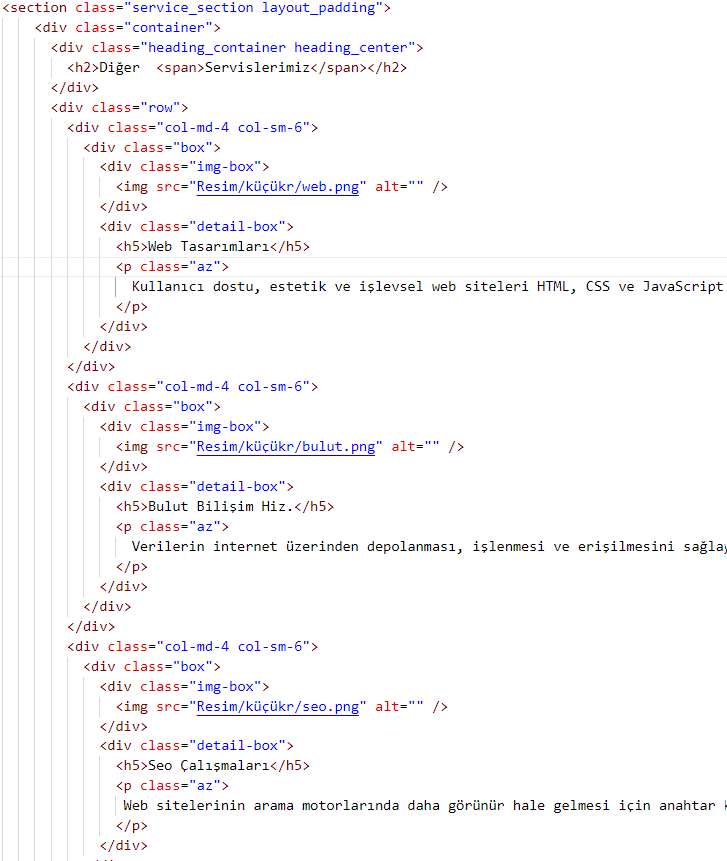 <section class="service_section layout_padding">
<div class="container">
<div class="heading_container heading_center">
<h2>Diğer  <span>Servislerimiz</span></h2>
</div>
<div class="row">
<div class="col-md-4 col-sm-6">
<div class="box">
<div class="img-box">
<img src="Resim/küçükr/web.png" alt="" />
</div>
<div class="detail-box">
<h5>Web Tasarımları</h5>
<p class="az">
Kullanıcı dostu, estetik ve işlevsel web siteleri HTML, CSS ve JavaScript
</p>
</div>
</div>
</div>
<div class="col-md-4 col-sm-6">
<div class="box">
<div class="img-box">
<img src="Resim/küçükr/bulut.png" alt="" />
</div>
<div class="detail-box">
<h5>Bulut Bilişim Hiz.</h5>
<p class="az">
Verilerin internet üzerinden depolanması, işlenmesi ve erişilmesini
</p>
</div>
</div>
</div>
<div class="col-md-4 col-sm-6">
<div class="box">
<div class="img-box">
<img src="Resim/küçükr/seo.png" alt="" />
</div>
<div class="detail-box">
<h5>Seo Çalışmaları</h5>
<p class="az">
Web sitelerinin arama motorlarında daha görünür hale gelmesi için anahtar
</p>
</div>